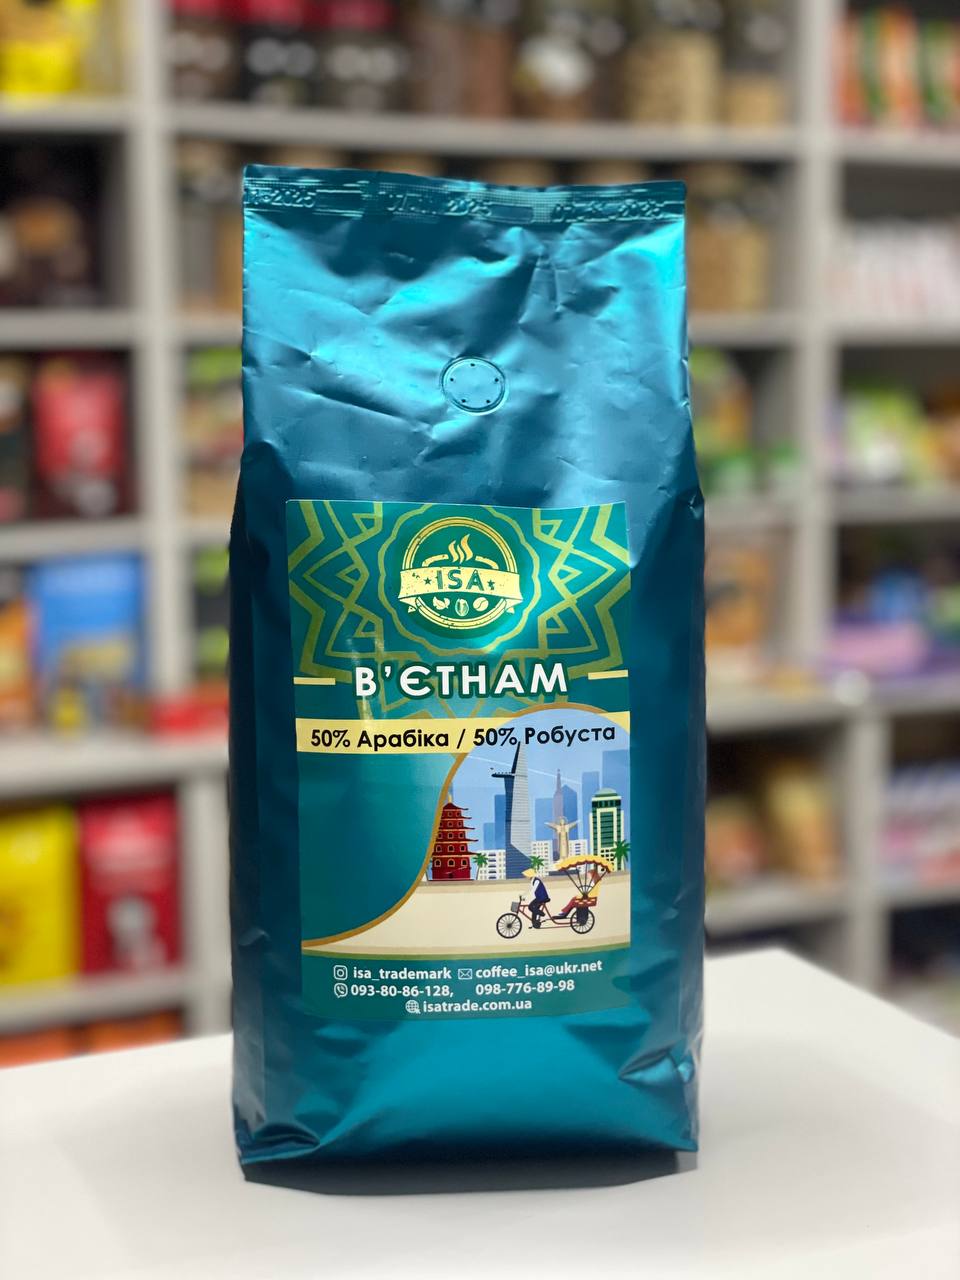 2025
ISA
В'ЄТНАМ
50% Арабіка / 50% Робуста
isa_trademark coffee_isa@ukr.net
093-80-86-128, 098-776-89-98
isatrade.com.ua